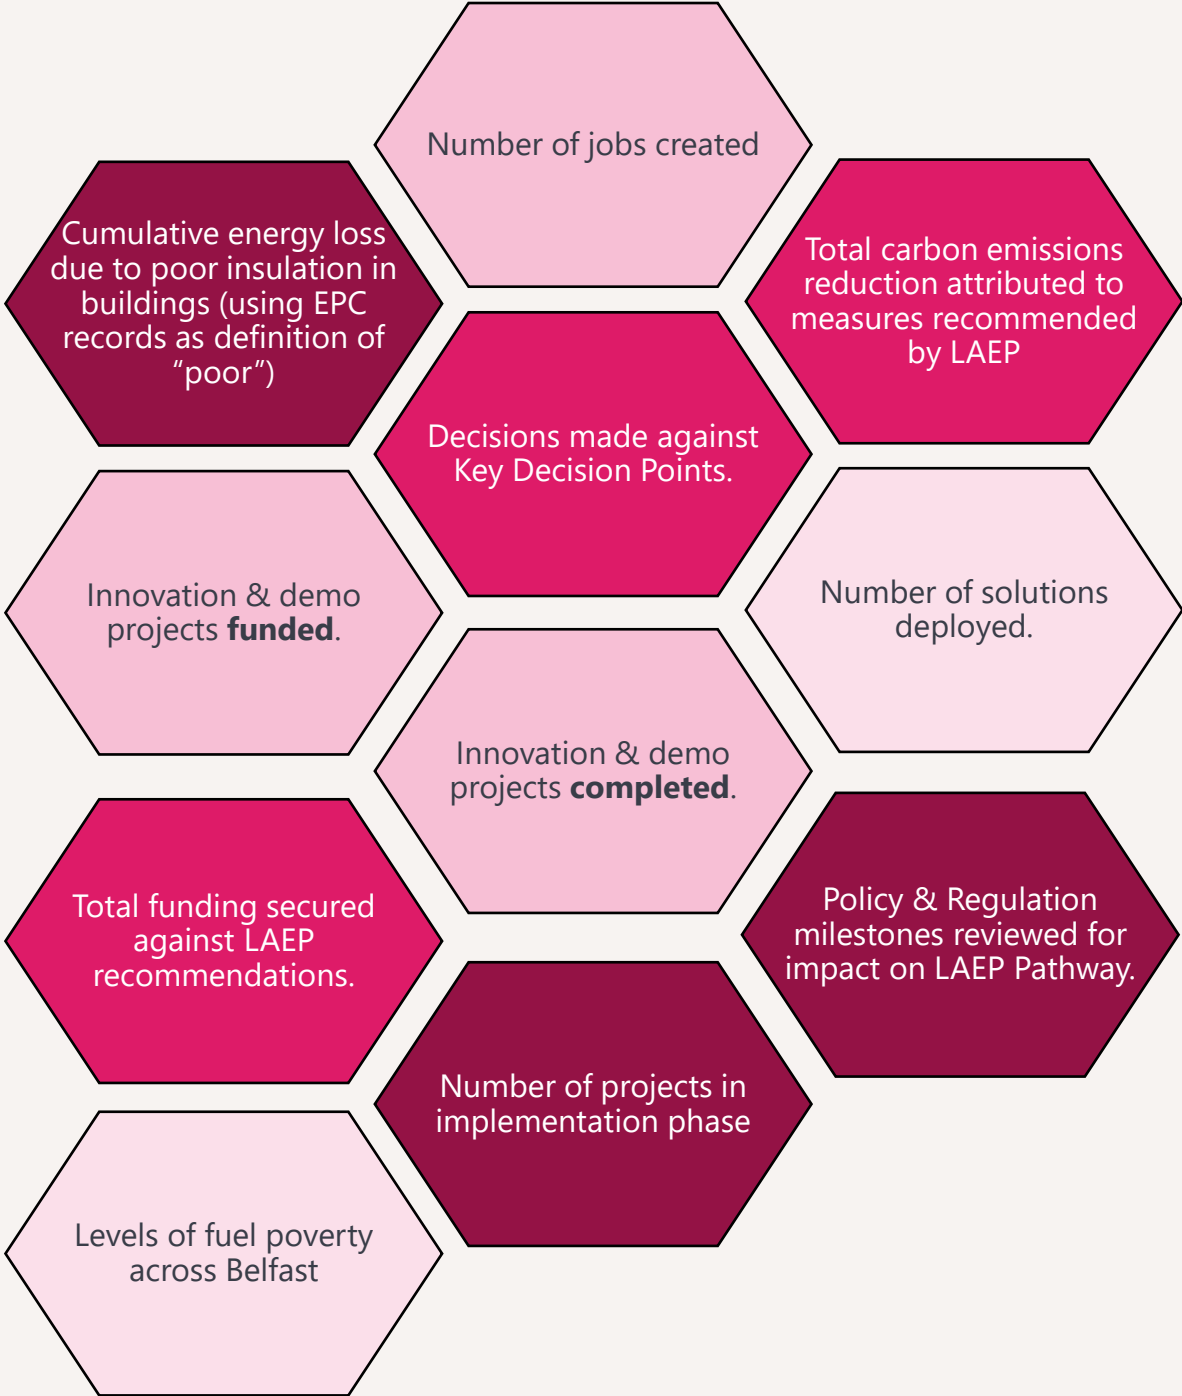 Number of jobs created
Cumulative energy loss
due to poor insulation in
buildings (using EPC
records as definition of
“poor”)
Total carbon emissions
reduction attributed to
measures recommended
by LAEP
Decisions made against
Key Decision Points.
Innovation & demo
projects funded.
Number of solutions
deployed.
Innovation & demo
projects completed.
Total funding secured
against LAEP
recommendations.
Policy & Regulation
milestones reviewed for
impact on LAEP Pathway.
Number of projects in
implementation phase
Levels of fuel poverty
across Belfast